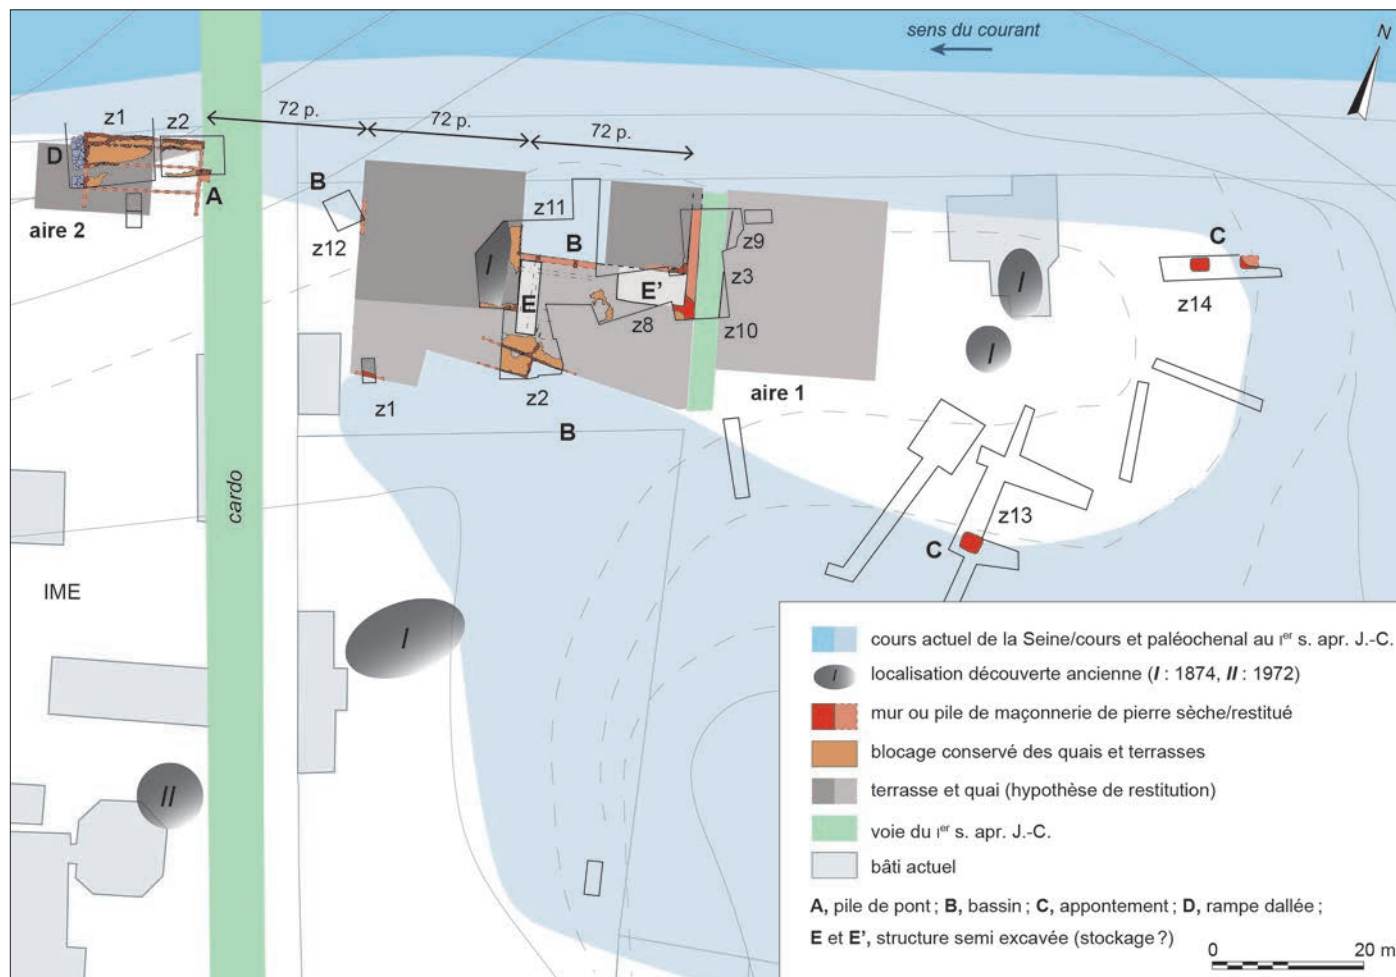 sens du courant
N
72 p.
72 p.
72 p.
z1
z2
D
A
aire 2
B
z12
z11
B
I
E
E'
z8
z9
z3
z10
I
I
C
z14
aire 1
z1
z2
B
z13
C
cardo
IME
I
II
cours actuel de la Seine/cours et paléochenal au Ier s. apr. J.-C.
I
localisation découverte ancienne (I : 1874, II : 1972)
mur ou pile de maçonnerie de pierre sèche/restitué
blocage conservé des quais et terrasses
terrasse et quai (hypothèse de restitution)
voie du Ier s. apr. J.-C.
bâti actuel
A, pile de pont ; B, bassin ; C, appontement ; D, rampe dallée ;
E et E', structure semi excavée (stockage ?)
0 20 m